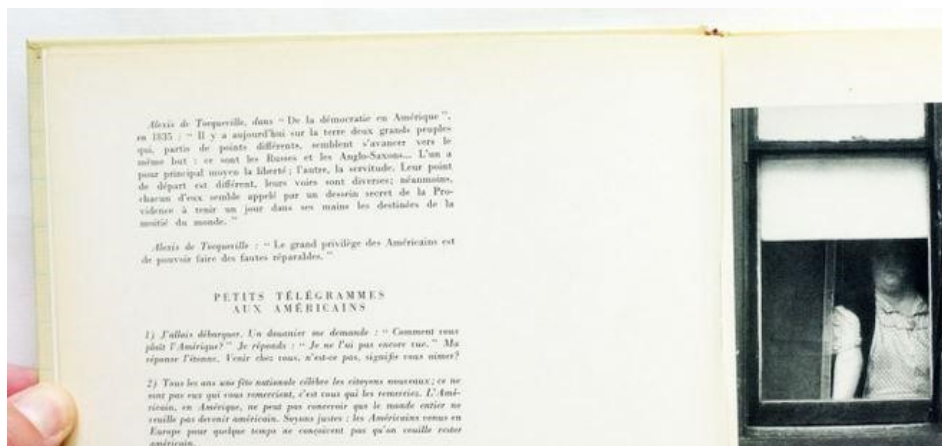 Alexis de Tocqueville, dans " De la démocratie en Amérique ",
en 1835 : " Il y a aujourd'hui sur la terre deux grands peuples
qui, partis de points différents, semblent s'avancer vers le
même but : ce sont les Russes et les Anglo-Saxons... L'un a
pour principal moyen la liberté ; l'autre, la servitude. Leur point
de départ est différent, leurs voies sont diverses; néanmoins,
chacun d'eux semble appelé par un dessein secret de la Pro-
vidence à tenir un jour dans ses mains les destinées de la
moitié du monde. "
Alexis de Tocqueville : " Le grand privilège des Américains est
de pouvoir faire des fautes réparables. "
PETITS TÉLÉGRAMMES
AUX AMÉRICAINS
1) J'allais débarquer. Un douanier me demande : " Comment vous
plaît l'Amérique? " Je réponds : " Je ne l'ai pas encore vue. " Ma
réponse l'étonne. Venir chez vous, n'est-ce pas, signifie vous aimer?
2) Tous les ans une fête nationale célèbre les citoyens nouveaux; ce ne
sont pas eux qui vous remercient, c'est vous qui les remerciez. L'Amé-
ricain, en Amérique, ne peut pas concevoir que le monde entier ne
veuille pas devenir américain. Soyons justes : les Américains venus en
Europe pour quelque temps ne conçoivent pas qu'on veuille rester
américain.